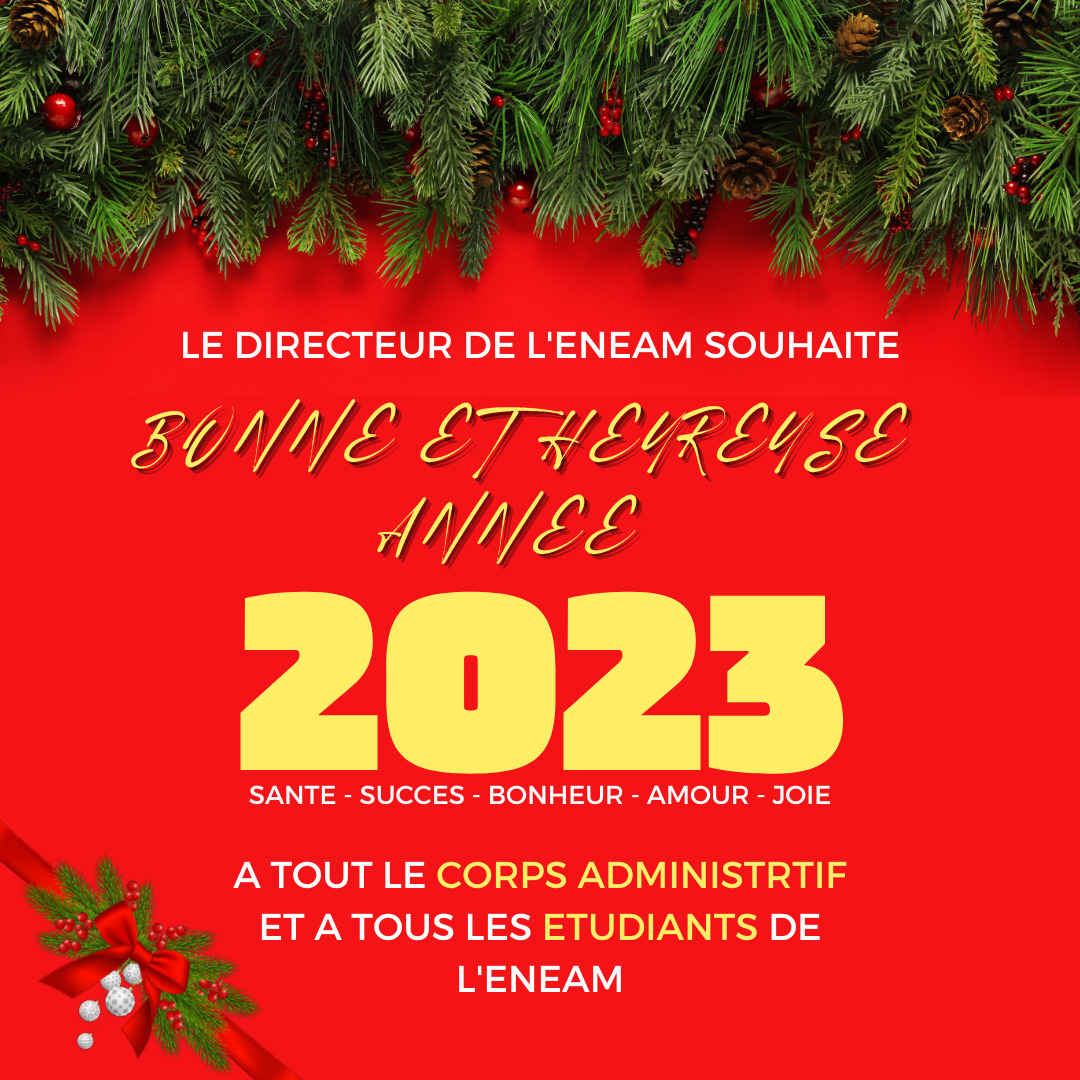 LE DIRECTEUR DE L'ENEAM SOUHAITE
BONNE ET HEUREUSE
ANNEE
2023
SANTE - SUCCES - BONHEUR - AMOUR - JOIE
A TOUT LE CORPS ADMINISTRTIF
ET A TOUS LES ETUDIANTS DE
L'ENEAM